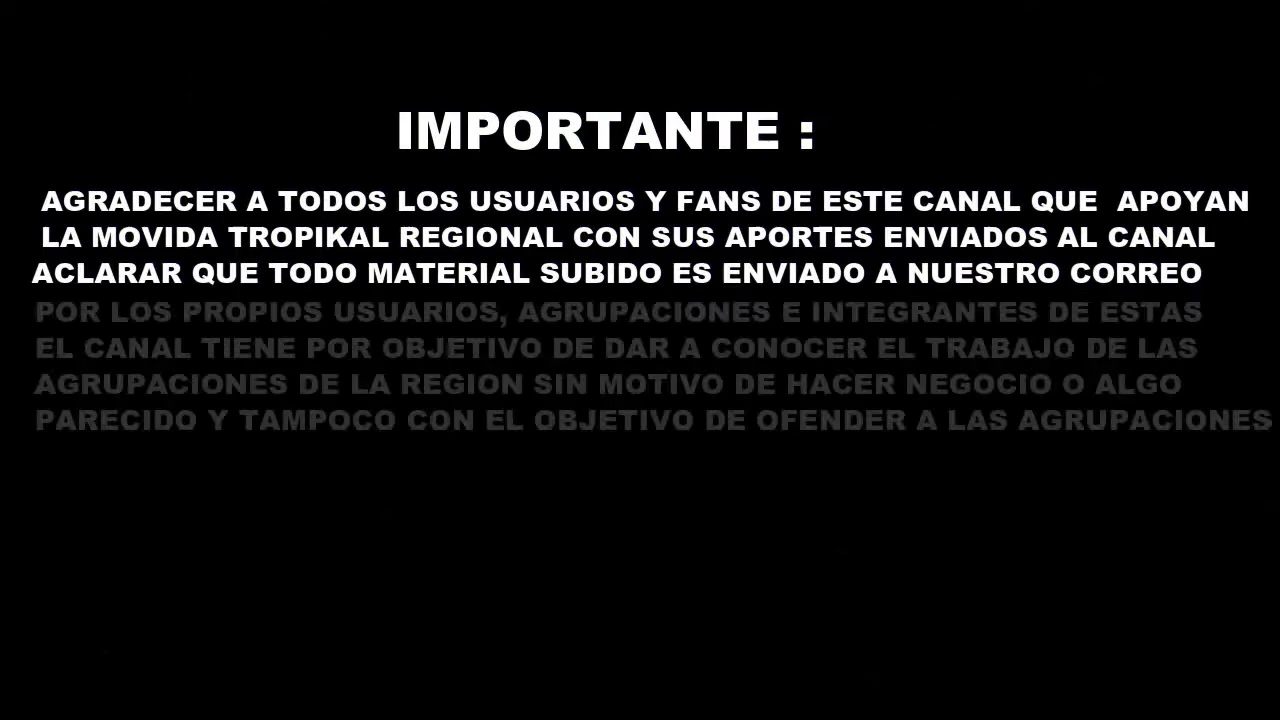 IMPORTANTE :
AGRADECER A TODOS LOS USUARIOS Y FANS DE ESTE CANAL QUE APOYAN
LA MOVIDA TROPIKAL REGIONAL CON SUS APORTES ENVIADOS AL CANAL
ACLARAR QUE TODO MATERIAL SUBIDO ES ENVIADO A NUESTRO CORREO
POR LOS PROPIOS USUARIOS, AGRUPACIONES E INTEGRANTES DE ESTAS
EL CANAL TIENE POR OBJETIVO DE DAR A CONOCER EL TRABAJO DE LAS
AGRUPACIONES DE LA REGION SIN MOTIVO DE HACER NEGOCIO O ALGO
PARECIDO Y TAMPOCO CON EL OBJETIVO DE OFENDER A LAS AGRUPACIONES